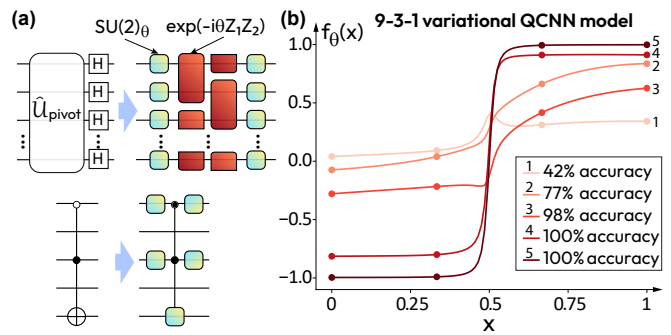 (a)
SU(2)θ
exp(-iθZ₁Z₂)
Ûpivot
H
H
H
H
(b)
9-3-1 variational QCNN model
fθ(x)
1.0
0.5
0.0
−0.5
−1.0
5
4
2
3
1
1 42% accuracy
2 77% accuracy
3 98% accuracy
4 100% accuracy
5 100% accuracy
0 0.25 0.5 0.75 1
x